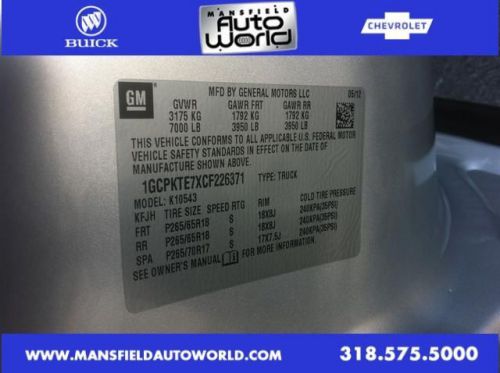 BUICK
MANSFIELD
Auto
World
CHEVROLET
GM
MFD BY GENERAL MOTORS LLC 05/12
GVWR GAWR FRT GAWR RR
3175 KG 1792 KG 1792 KG
7000 LB 3950 LB 3950 LB
THIS VEHICLE CONFORMS TO ALL APPLICABLE U.S. FEDERAL MOTOR
VEHICLE SAFETY STANDARDS IN EFFECT ON THE DATE OF
MANUFACTURE SHOWN ABOVE.
1GCPKTE7XCF226371 TYPE: TRUCK
MODEL: K10543
KFJH TIRE SIZE SPEED RTG RIM COLD TIRE PRESSURE
FRT P265/65R18 S 18X8J 240KPA(35PSI)
RR P265/65R18 S 18X8J 240KPA(35PSI)
SPA P265/70R17 S 17X7.5J 240KPA(35PSI)
SEE OWNER'S MANUAL FOR MORE INFORMATION.
WWW.MANSFIELDAUTOWORLD.COM 318.575.5000